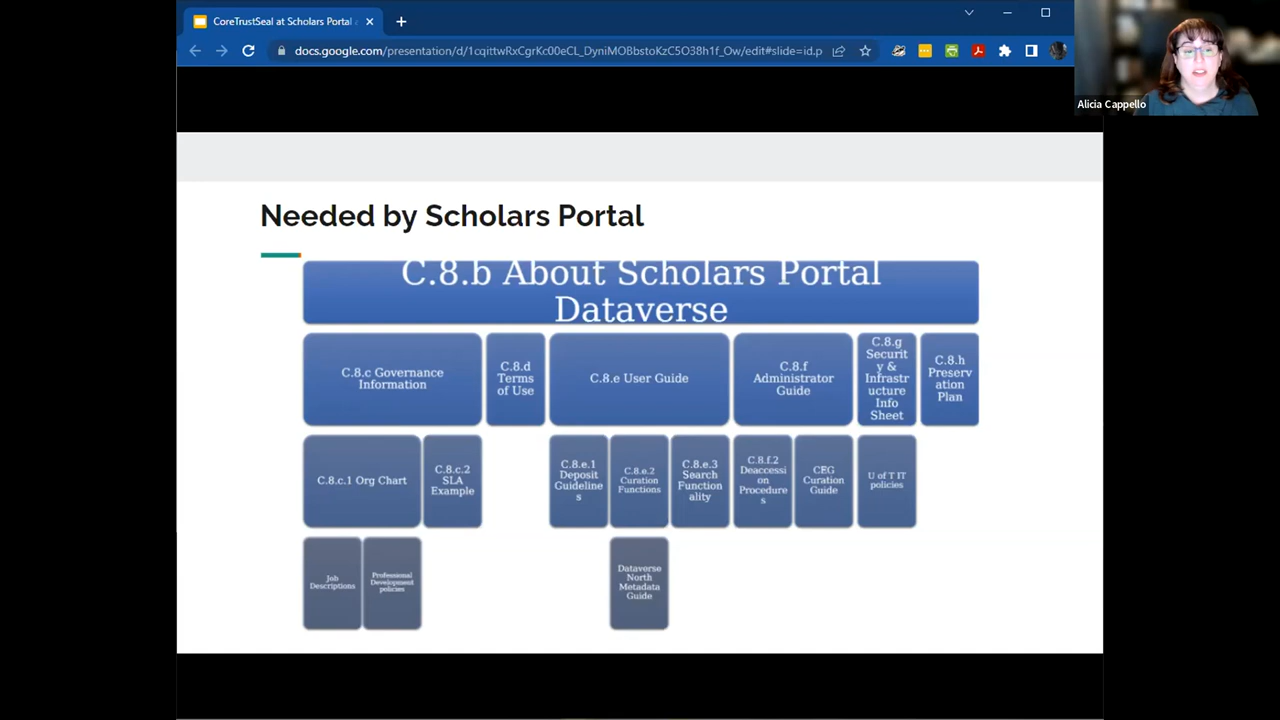 CoreTrustSeal at Scholars Portal
docs.google.com/presentation/d/1cqittwRxCgrKc00eCL_DyniMOBbstoKzC5O38h1f_Ow/edit#slide=id.p
Alicia Cappello
Needed by Scholars Portal
C.8.b About Scholars Portal
Dataverse
C.8.c Governance
Information
C.8.d
Terms
of Use
C.8.e User Guide
C.8.f
Administrator
Guide
C.8.g
Securit
y &
Infrastr
ucture
Info
Sheet
C.8.h
Preserv
ation
Plan
C.8.c.1 Org Chart
C.8.c.2
SLA
Example
C.8.e.1
Deposit
Guideline
s
C.8.e.2
Curation
Functions
C.8.e.3
Search
Function
ality
C.8.f.2
Deaccessi
on
Procedure
s
CEG
Curation
Guide
U of T IT
policies
Job
Descriptions
Professional
Development
policies
Dataverse
North
Metadata
Guide